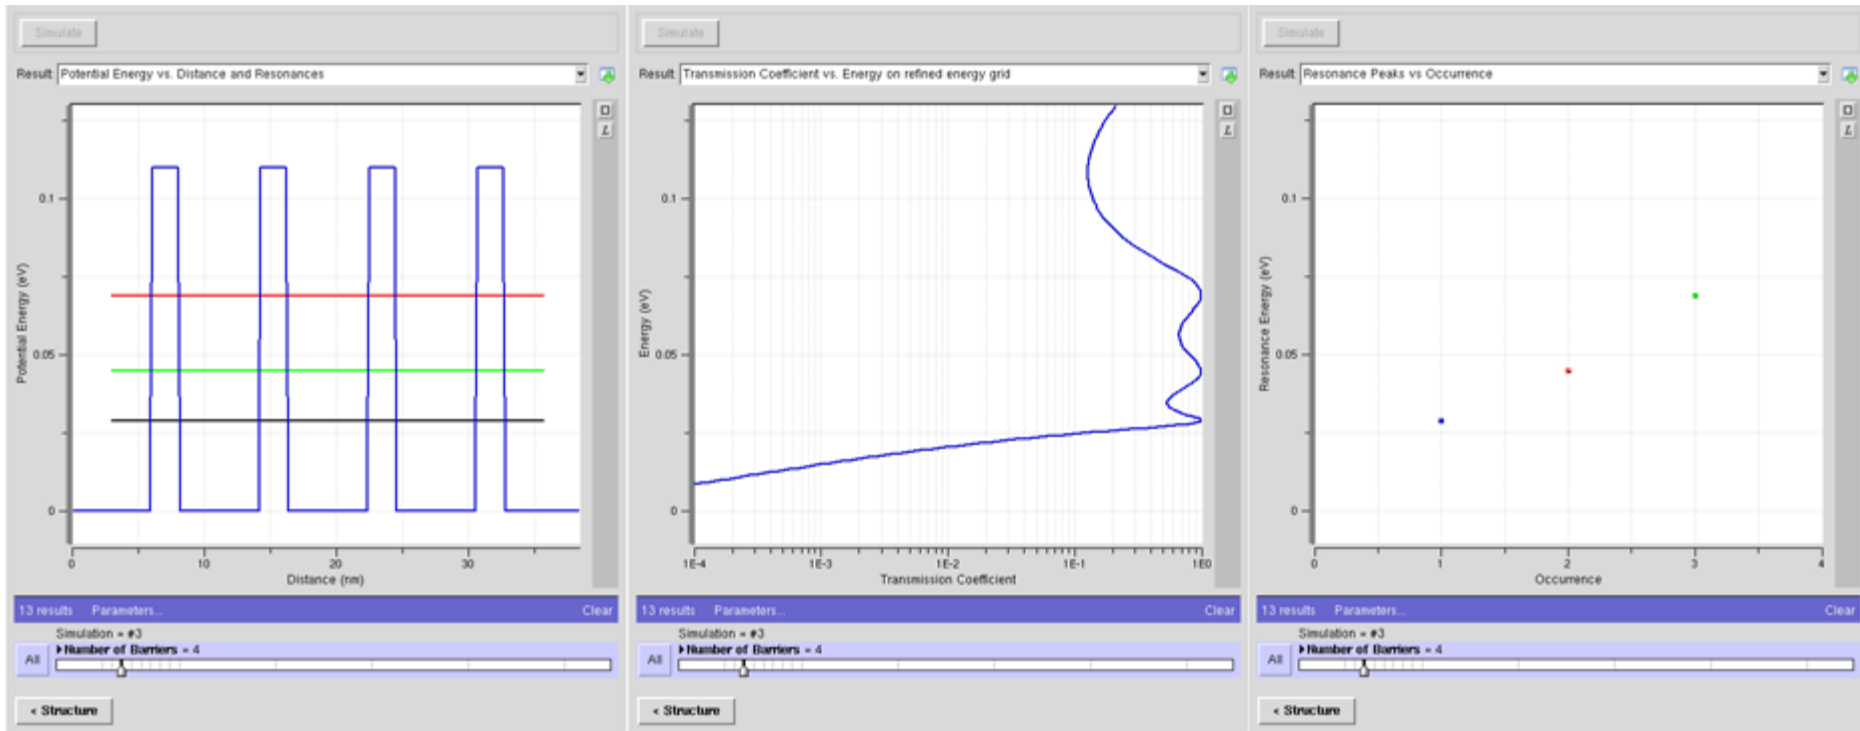 Simulate
Result Potential Energy vs. Distance and Resonances
Potential Energy (eV)
0.1
0.05
0
0 10 20 30
Distance (nm)
13 results Parameters... Clear
Simulation = #3
All Number of Barriers = 4
< Structure
Simulate
Result Transmission Coefficient vs. Energy on refined energy grid
Energy (eV)
0.1
0.05
0
1E-4 1E-3 1E-2 1E-1 1E0
Transmission Coefficient
13 results Parameters... Clear
Simulation = #3
All Number of Barriers = 4
< Structure
Simulate
Result Resonance Peaks vs Occurrence
Resonance Energy (eV)
0.1
0.05
0
0 1 2 3 4
Occurrence
13 results Parameters... Clear
Simulation = #3
All Number of Barriers = 4
< Structure